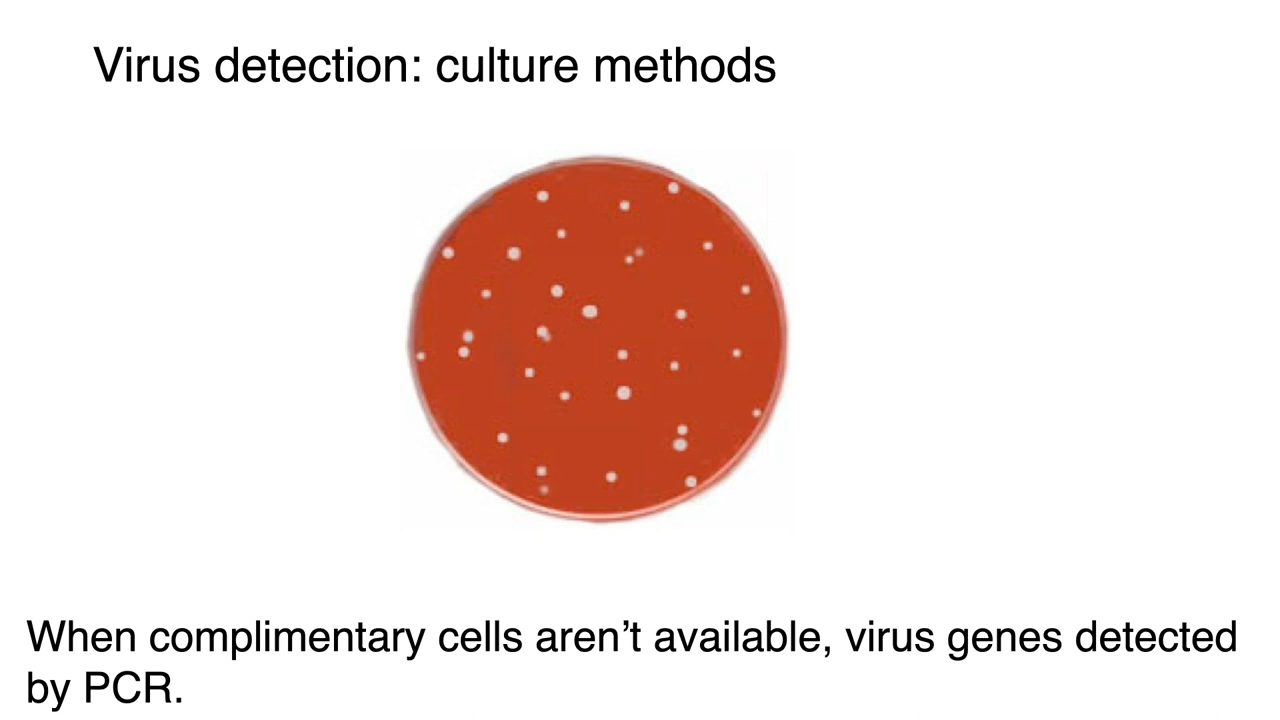 Virus detection: culture methods
When complimentary cells aren’t available, virus genes detected
by PCR.